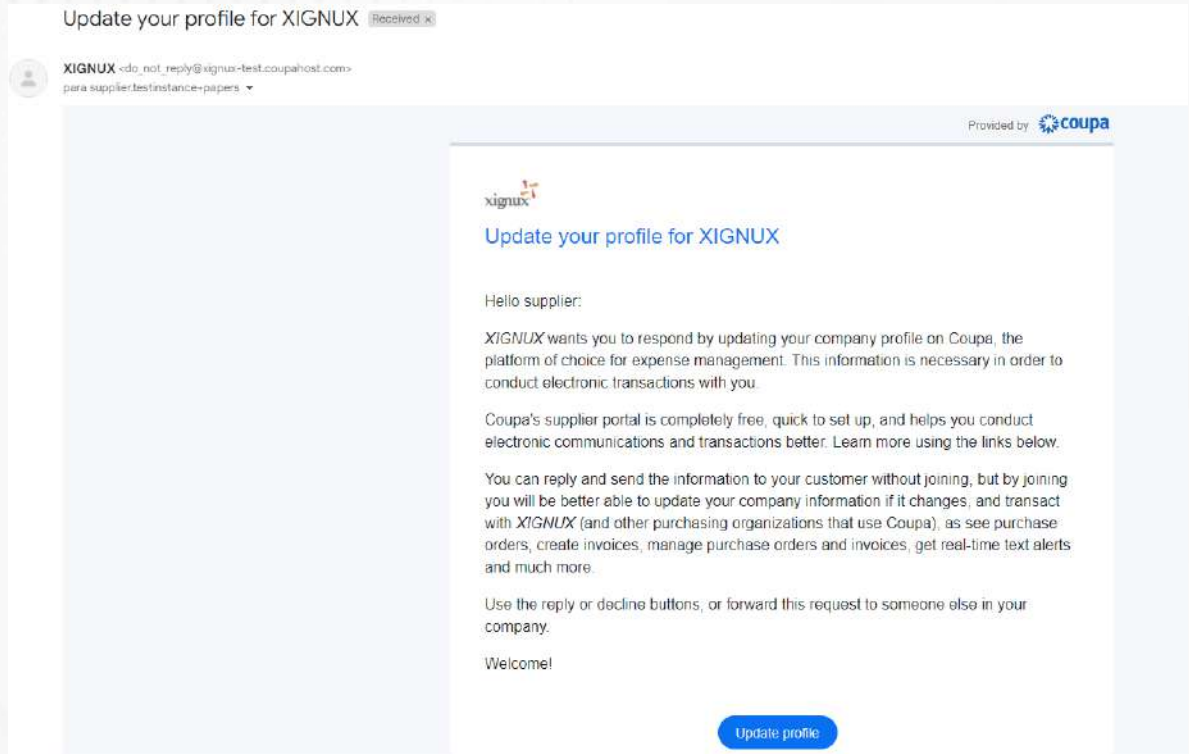 Update your profile for XIGNUX Received ×
XIGNUX <do_not_reply@xignux-test.coupahost.com>
para supplier.testinstance+papers
Provided by coupa
xignux
Update your profile for XIGNUX
Hello supplier:
XIGNUX wants you to respond by updating your company profile on Coupa, the
platform of choice for expense management. This information is necessary in order to
conduct electronic transactions with you.
Coupa's supplier portal is completely free, quick to set up, and helps you conduct
electronic communications and transactions better. Learn more using the links below.
You can reply and send the information to your customer without joining, but by joining
you will be better able to update your company information if it changes, and transact
with XIGNUX (and other purchasing organizations that use Coupa), as see purchase
orders, create invoices, manage purchase orders and invoices, get real-time text alerts
and much more.
Use the reply or decline buttons, or forward this request to someone else in your
company.
Welcome!
Update profile